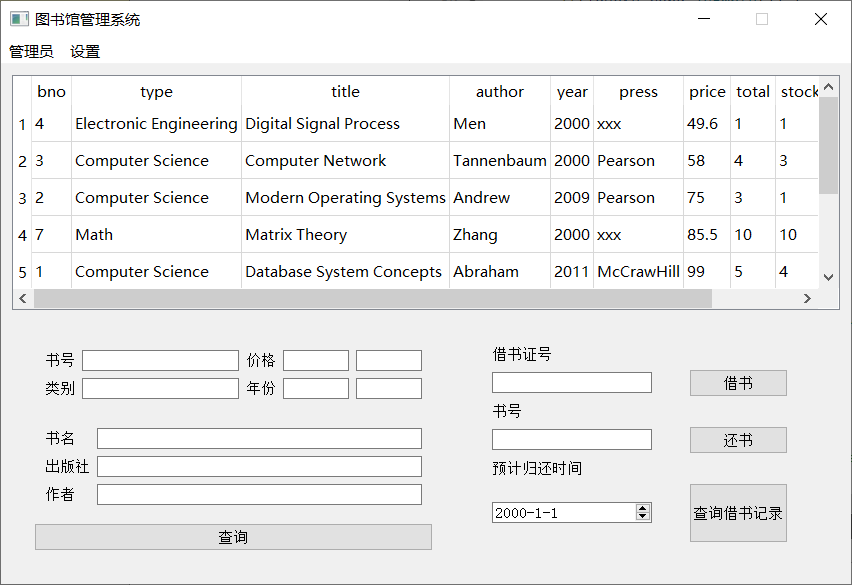 图书馆管理系统
管理员 设置
bno type title author year press price total stock
1 4 Electronic Engineering Digital Signal Process Men 2000 xxx 49.6 1 1
2 3 Computer Science Computer Network Tannenbaum 2000 Pearson 58 4 3
3 2 Computer Science Modern Operating Systems Andrew 2009 Pearson 75 3 1
4 7 Math Matrix Theory Zhang 2000 xxx 85.5 10 10
5 1 Computer Science Database System Concepts Abraham 2011 McCrawHill 99 5 4
书号 价格
类别 年份
书名
出版社
作者
查询
借书证号
借书
书号
还书
预计归还时间
2000-1-1
查询借书记录